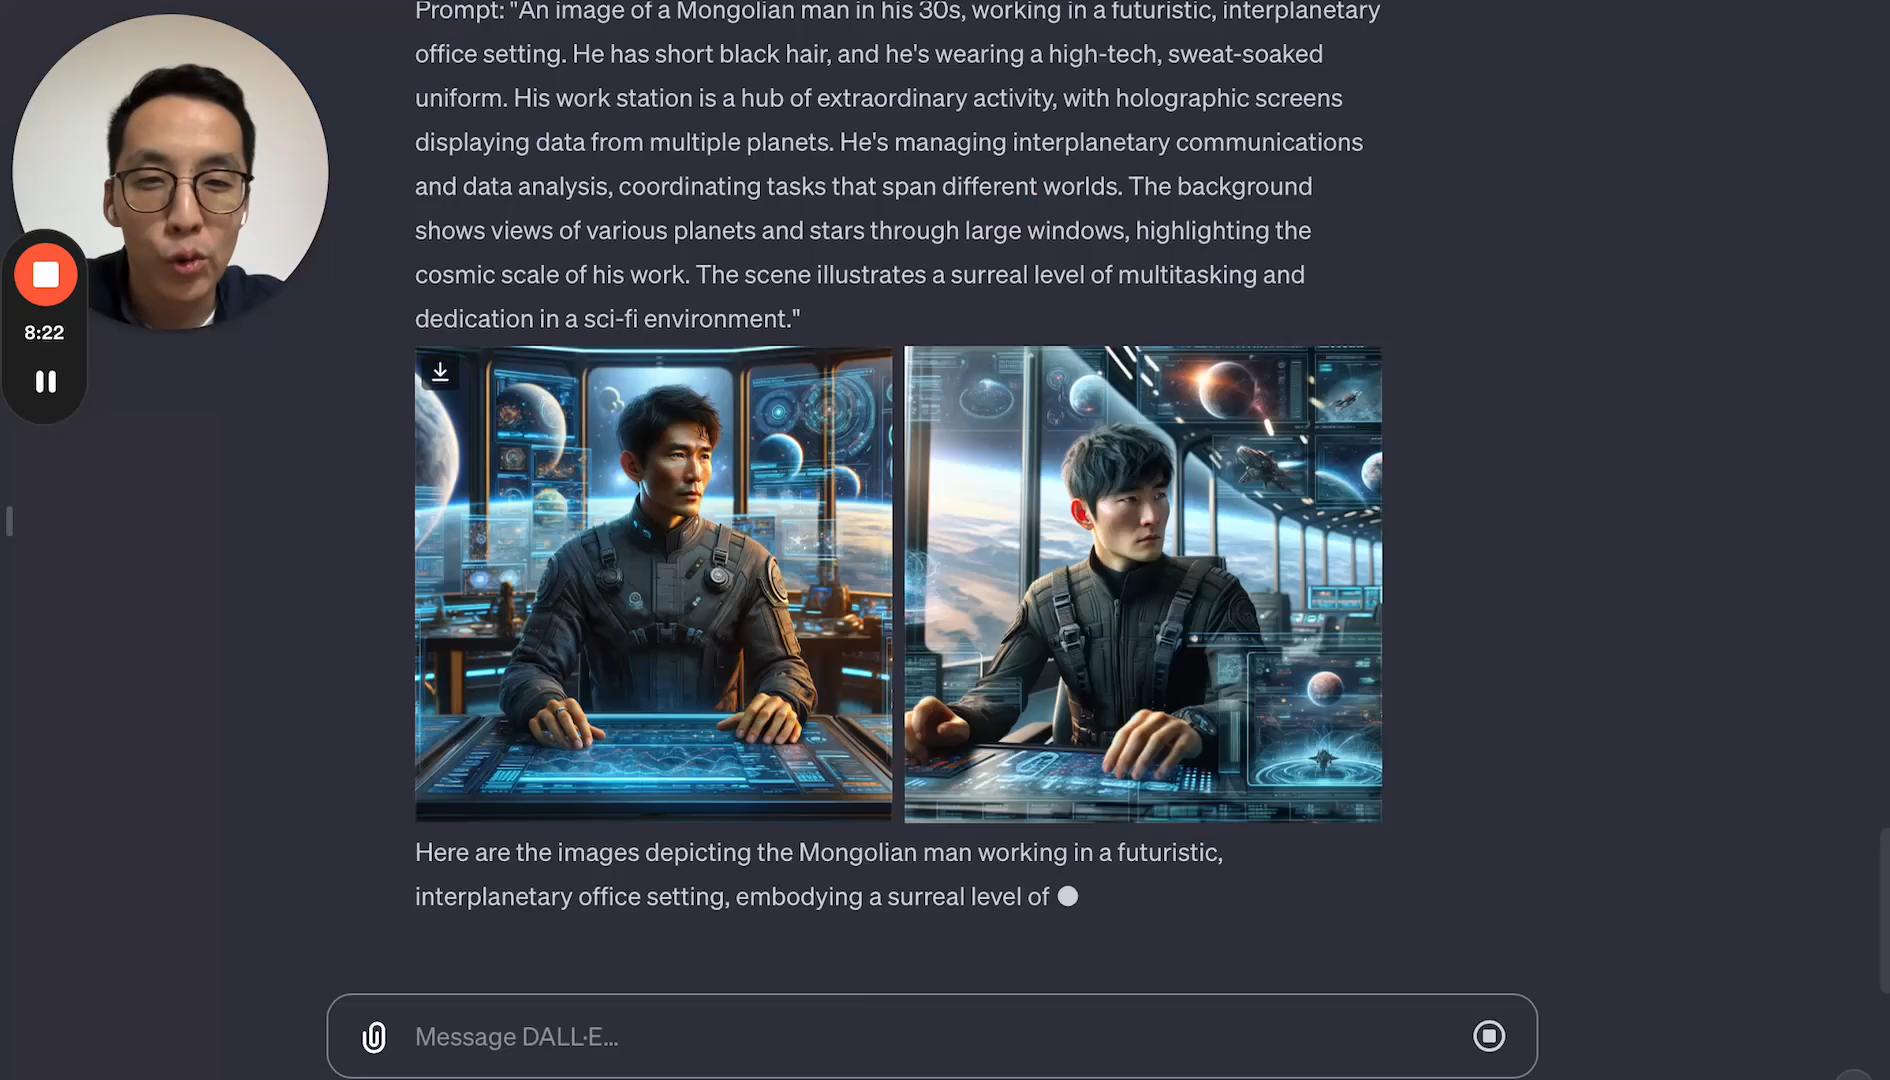 Prompt: "An image of a Mongolian man in his 30s, working in a futuristic, interplanetary
office setting. He has short black hair, and he's wearing a high-tech, sweat-soaked
uniform. His work station is a hub of extraordinary activity, with holographic screens
displaying data from multiple planets. He's managing interplanetary communications
and data analysis, coordinating tasks that span different worlds. The background
shows views of various planets and stars through large windows, highlighting the
cosmic scale of his work. The scene illustrates a surreal level of multitasking and
dedication in a sci-fi environment."
8:22
Here are the images depicting the Mongolian man working in a futuristic,
interplanetary office setting, embodying a surreal level of
Message DALL·E...